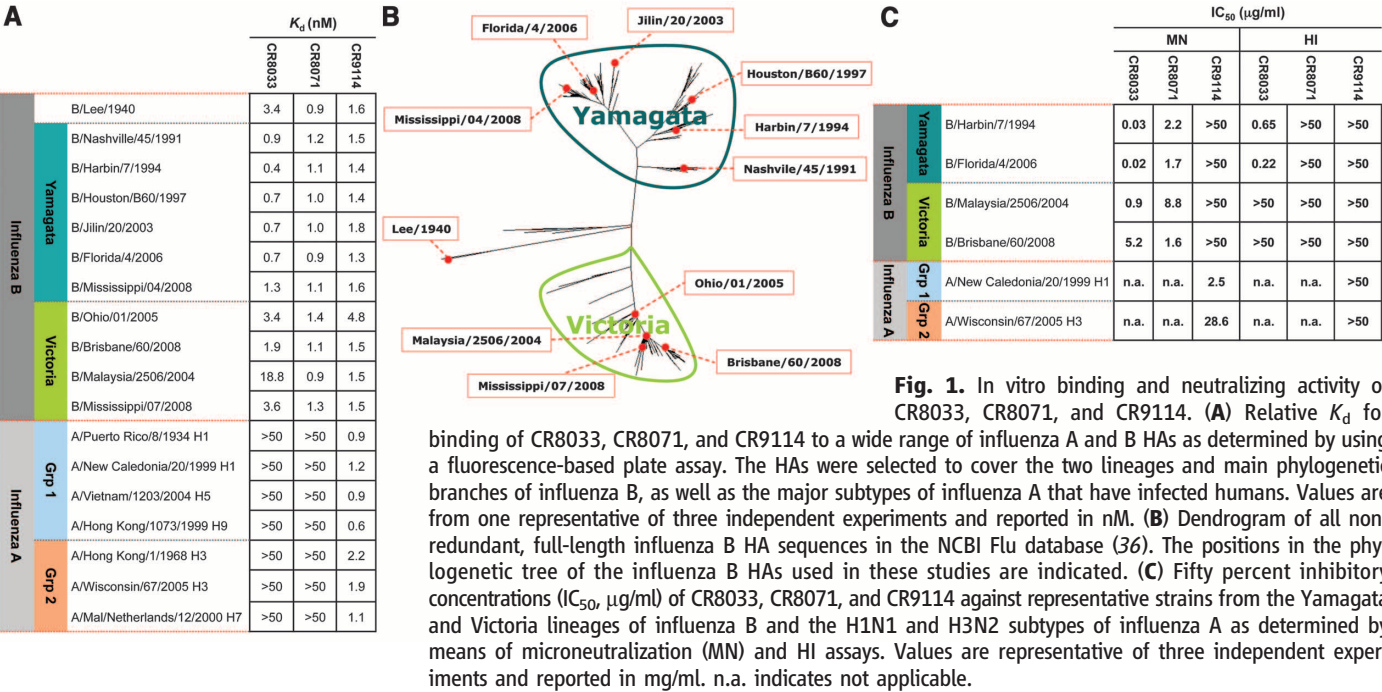 A
Kd (nM)
CR8033 CR8071 CR9114
Influenza B
Yamagata
Victoria
Influenza A
Grp 1
Grp 2
B/Lee/1940 3.4 0.9 1.6
B/Nashville/45/1991 0.9 1.2 1.5
B/Harbin/7/1994 0.4 1.1 1.4
B/Houston/B60/1997 0.7 1.0 1.4
B/Jilin/20/2003 0.7 1.0 1.8
B/Florida/4/2006 0.7 0.9 1.3
B/Mississippi/04/2008 1.3 1.1 1.6
B/Ohio/01/2005 3.4 1.4 4.8
B/Brisbane/60/2008 1.9 1.1 1.5
B/Malaysia/2506/2004 18.8 0.9 1.5
B/Mississippi/07/2008 3.6 1.3 1.5
A/Puerto Rico/8/1934 H1 >50 >50 0.9
A/New Caledonia/20/1999 H1 >50 >50 1.2
A/Vietnam/1203/2004 H5 >50 >50 0.9
A/Hong Kong/1073/1999 H9 >50 >50 0.6
A/Hong Kong/1/1968 H3 >50 >50 2.2
A/Wisconsin/67/2005 H3 >50 >50 1.9
A/Mal/Netherlands/12/2000 H7 >50 >50 1.1
B
Jilin/20/2003
Florida/4/2006
Houston/B60/1997
Mississippi/04/2008
Yamagata
Harbin/7/1994
Nashvile/45/1991
Lee/1940
Ohio/01/2005
Victoria
Malaysia/2506/2004
Brisbane/60/2008
Mississippi/07/2008
C
IC50 (µg/ml)
MN HI
CR8033 CR8071 CR9114 CR8033 CR8071 CR9114
Influenza B
Yamagata
Victoria
Influenza A
Grp 1
Grp 2
B/Harbin/7/1994 0.03 2.2 >50 0.65 >50 >50
B/Florida/4/2006 0.02 1.7 >50 0.22 >50 >50
B/Malaysia/2506/2004 0.9 8.8 >50 >50 >50 >50
B/Brisbane/60/2008 5.2 1.6 >50 >50 >50 >50
A/New Caledonia/20/1999 H1 n.a. n.a. 2.5 n.a. n.a. >50
A/Wisconsin/67/2005 H3 n.a. n.a. 28.6 n.a. n.a. >50
Fig. 1. In vitro binding and neutralizing activity o
CR8033, CR8071, and CR9114. (A) Relative Kd fo
binding of CR8033, CR8071, and CR9114 to a wide range of influenza A and B HAs as determined by using
a fluorescence-based plate assay. The HAs were selected to cover the two lineages and main phylogenetic
branches of influenza B, as well as the major subtypes of influenza A that have infected humans. Values are
from one representative of three independent experiments and reported in nM. (B) Dendrogram of all non
redundant, full-length influenza B HA sequences in the NCBI Flu database (36). The positions in the phy
logenetic tree of the influenza B HAs used in these studies are indicated. (C) Fifty percent inhibitory
concentrations (IC50, µg/ml) of CR8033, CR8071, and CR9114 against representative strains from the Yamagata
and Victoria lineages of influenza B and the H1N1 and H3N2 subtypes of influenza A as determined by
means of microneutralization (MN) and HI assays. Values are representative of three independent exper
iments and reported in mg/ml. n.a. indicates not applicable.